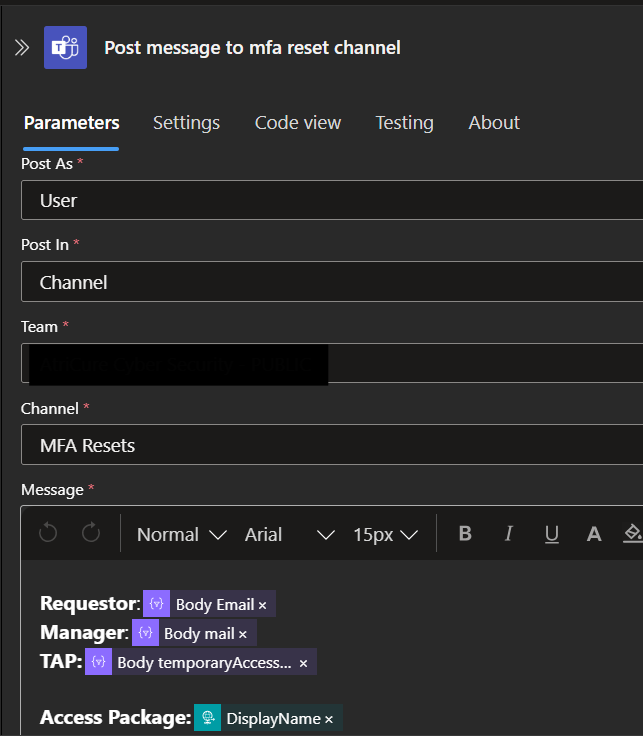 Post message to mfa reset channel
Parameters Settings Code view Testing About
Post As *
User
Post In *
Channel
Team *
Channel *
MFA Resets
Message *
Normal Arial 15px B I U A
Requestor: {v} Body Email ×
Manager: {v} Body mail ×
TAP: {v} Body temporaryAccess... ×
Access Package: DisplayName ×